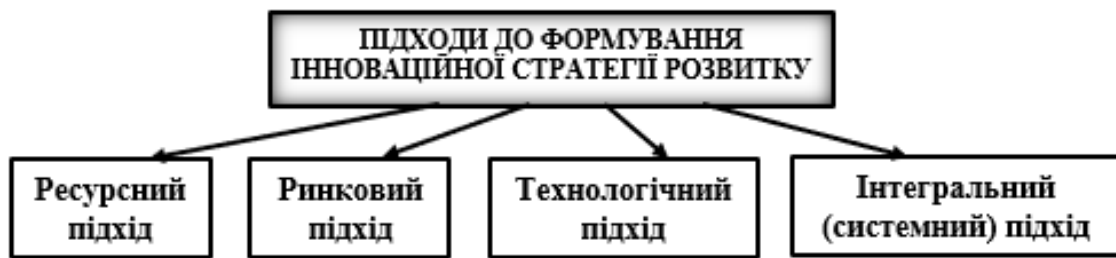 ПІДХОДИ ДО ФОРМУВАННЯ
ІННОВАЦІЙНОЇ СТРАТЕГІЇ РОЗВИТКУ
Ресурсний
підхід
Ринковий
підхід
Технологічний
підхід
Інтегральний
(системний) підхід